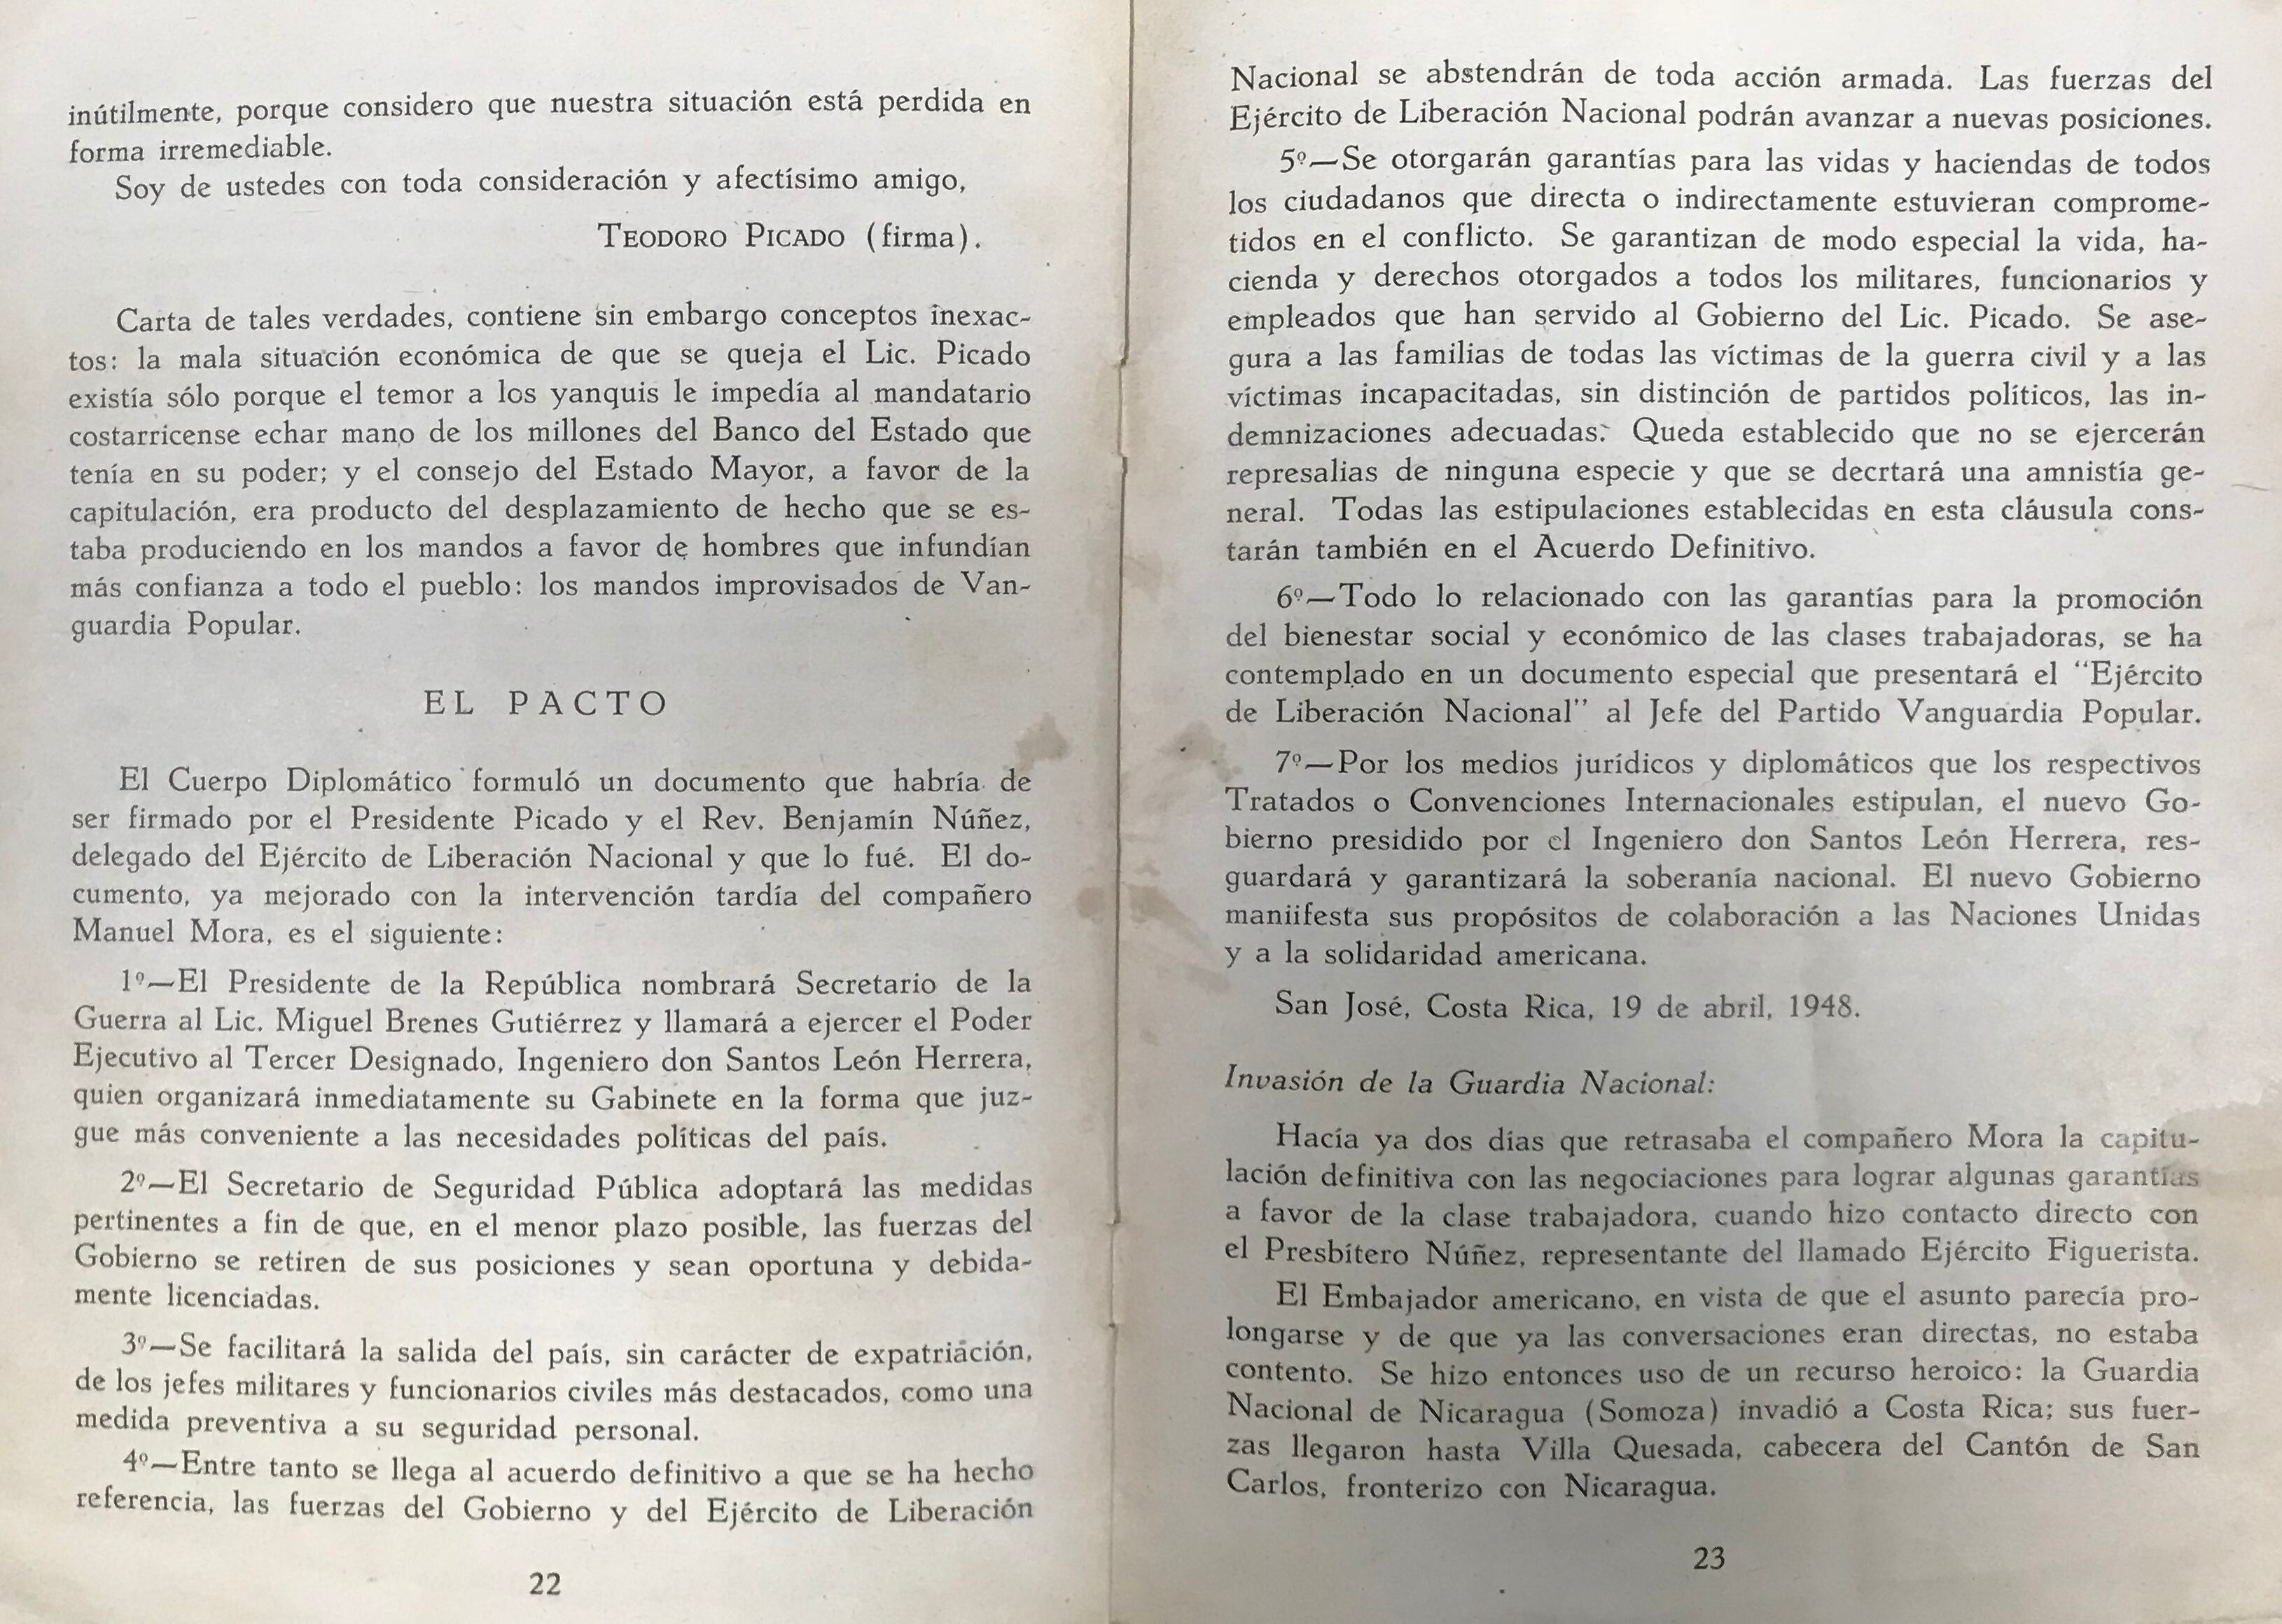 inútilmente, porque considero que nuestra situación está perdida en
forma irremediable.
Soy de ustedes con toda consideración y afectísimo amigo,
TEODORO PICADO (firma).
Carta de tales verdades, contiene sin embargo conceptos inexac-
tos: la mala situación económica de que se queja el Lic. Picado
existía sólo porque el temor a los yanquis le impedía al mandatario
costarricense echar mano de los millones del Banco del Estado que
tenía en su poder; y el consejo del Estado Mayor, a favor de la
capitulación, era producto del desplazamiento de hecho que se es-
taba produciendo en los mandos a favor de hombres que infundían
más confianza a todo el pueblo: los mandos improvisados de Van-
guardia Popular.
EL PACTO
El Cuerpo Diplomático formuló un documento que habría de
ser firmado por el Presidente Picado y el Rev. Benjamín Núñez,
delegado del Ejército de Liberación Nacional y que lo fué. El do-
cumento, ya mejorado con la intervención tardía del compañero
Manuel Mora, es el siguiente:
1º—El Presidente de la República nombrará Secretario de la
Guerra al Lic. Miguel Brenes Gutiérrez y llamará a ejercer el Poder
Ejecutivo al Tercer Designado, Ingeniero don Santos León Herrera,
quien organizará inmediatamente su Gabinete en la forma que juz-
gue más conveniente a las necesidades políticas del país.
2º—El Secretario de Seguridad Pública adoptará las medidas
pertinentes a fin de que, en el menor plazo posible, las fuerzas del
Gobierno se retiren de sus posiciones y sean oportuna y debida-
mente licenciadas.
3º—Se facilitará la salida del país, sin carácter de expatriación,
de los jefes militares y funcionarios civiles más destacados, como una
medida preventiva a su seguridad personal.
4º—Entre tanto se llega al acuerdo definitivo a que se ha hecho
referencia, las fuerzas del Gobierno y del Ejército de Liberación
22
Nacional se abstendrán de toda acción armada. Las fuerzas del
Ejército de Liberación Nacional podrán avanzar a nuevas posiciones.
5º—Se otorgarán garantías para las vidas y haciendas de todos
los ciudadanos que directa o indirectamente estuvieran comprome-
tidos en el conflicto. Se garantizan de modo especial la vida, ha-
cienda y derechos otorgados a todos los militares, funcionarios y
empleados que han servido al Gobierno del Lic. Picado. Se ase-
gura a las familias de todas las víctimas de la guerra civil y a las
víctimas incapacitadas, sin distinción de partidos políticos, las in-
demnizaciones adecuadas. Queda establecido que no se ejercerán
represalias de ninguna especie y que se decrtará una amnistía ge-
neral. Todas las estipulaciones establecidas en esta cláusula cons-
tarán también en el Acuerdo Definitivo.
6º—Todo lo relacionado con las garantías para la promoción
del bienestar social y económico de las clases trabajadoras, se ha
contemplado en un documento especial que presentará el "Ejército
de Liberación Nacional" al Jefe del Partido Vanguardia Popular.
7º—Por los medios jurídicos y diplomáticos que los respectivos
Tratados o Convenciones Internacionales estipulan, el nuevo Go-
bierno presidido por el Ingeniero don Santos León Herrera, res-
guardará y garantizará la soberanía nacional. El nuevo Gobierno
maniifesta sus propósitos de colaboración a las Naciones Unidas
y a la solidaridad americana.
San José, Costa Rica, 19 de abril, 1948.
Invasión de la Guardia Nacional:
Hacía ya dos días que retrasaba el compañero Mora la capitu-
lación definitiva con las negociaciones para lograr algunas garantías
a favor de la clase trabajadora, cuando hizo contacto directo con
el Presbítero Núñez, representante del llamado Ejército Figuerista.
El Embajador americano, en vista de que el asunto parecía pro-
longarse y de que ya las conversaciones eran directas, no estaba
contento. Se hizo entonces uso de un recurso heroico: la Guardia
Nacional de Nicaragua (Somoza) invadió a Costa Rica; sus fuer-
zas llegaron hasta Villa Quesada, cabecera del Cantón de San
Carlos, fronterizo con Nicaragua.
23